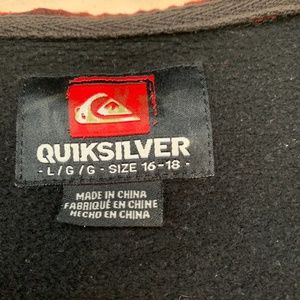 QUIKSILVER
- L / G / G - SIZE 16-18 -
MADE IN CHINA
FABRIQUÉ EN CHINE
HECHO EN CHINA